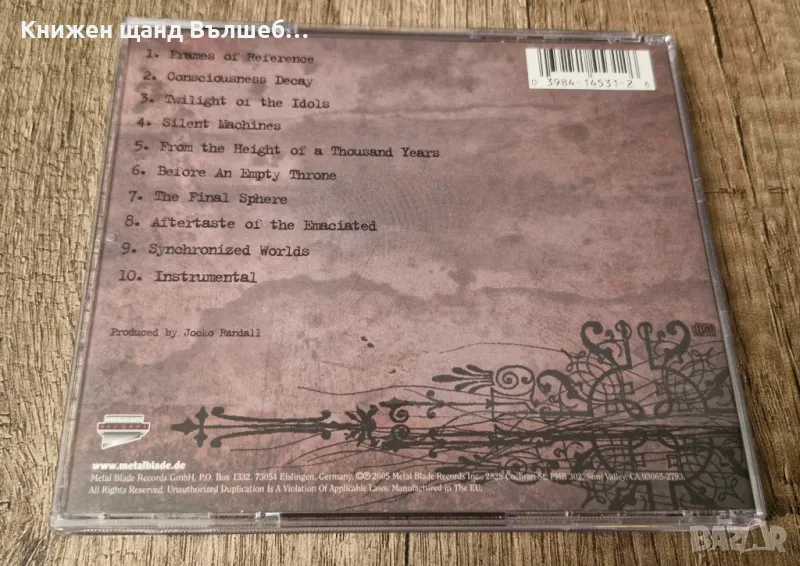 Книжен щанд Вълшеб...
1. Frames of Reference
2. Consciousness Decay
3. Twilight of the Idols
4. Silent Machines
5. From the Height of a Thousand Years
6. Before An Empty Throne
7. The Final Sphere
8. Aftertaste of the Emaciated
9. Synchronized Worlds
10. Instrumental
0 3984-14531-2 6
Produced by Jocko Randall
www.metalblade.de
Metal Blade Records GmbH, P.O. Box 1332, 73054 Eislingen, Germany. ©℗ 2005 Metal Blade Records Inc., 2828 Cochran St. PMB 302, Simi Valley, CA 93065-2793.
All Rights Reserved. Unauthorized Duplication Is A Violation Of Applicable Laws. Manufactured in The EU.
BAZAR